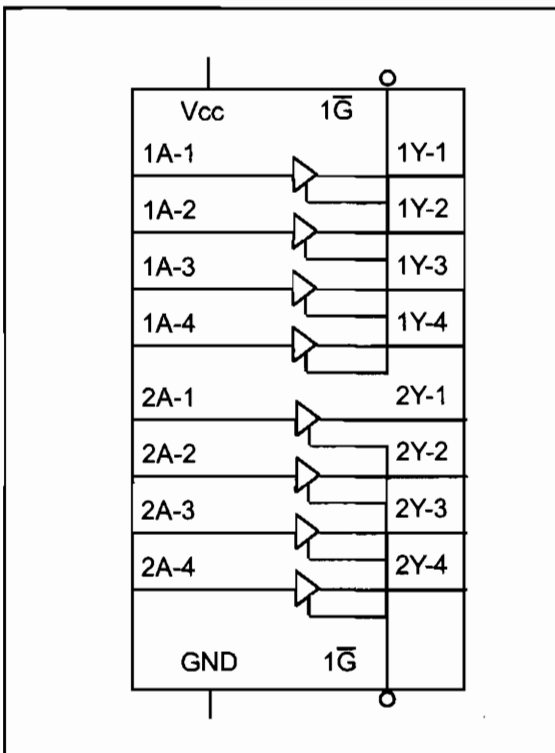 Vcc 1G̅
1A-1 1Y-1
1A-2 1Y-2
1A-3 1Y-3
1A-4 1Y-4
2A-1 2Y-1
2A-2 2Y-2
2A-3 2Y-3
2A-4 2Y-4
GND 1G̅